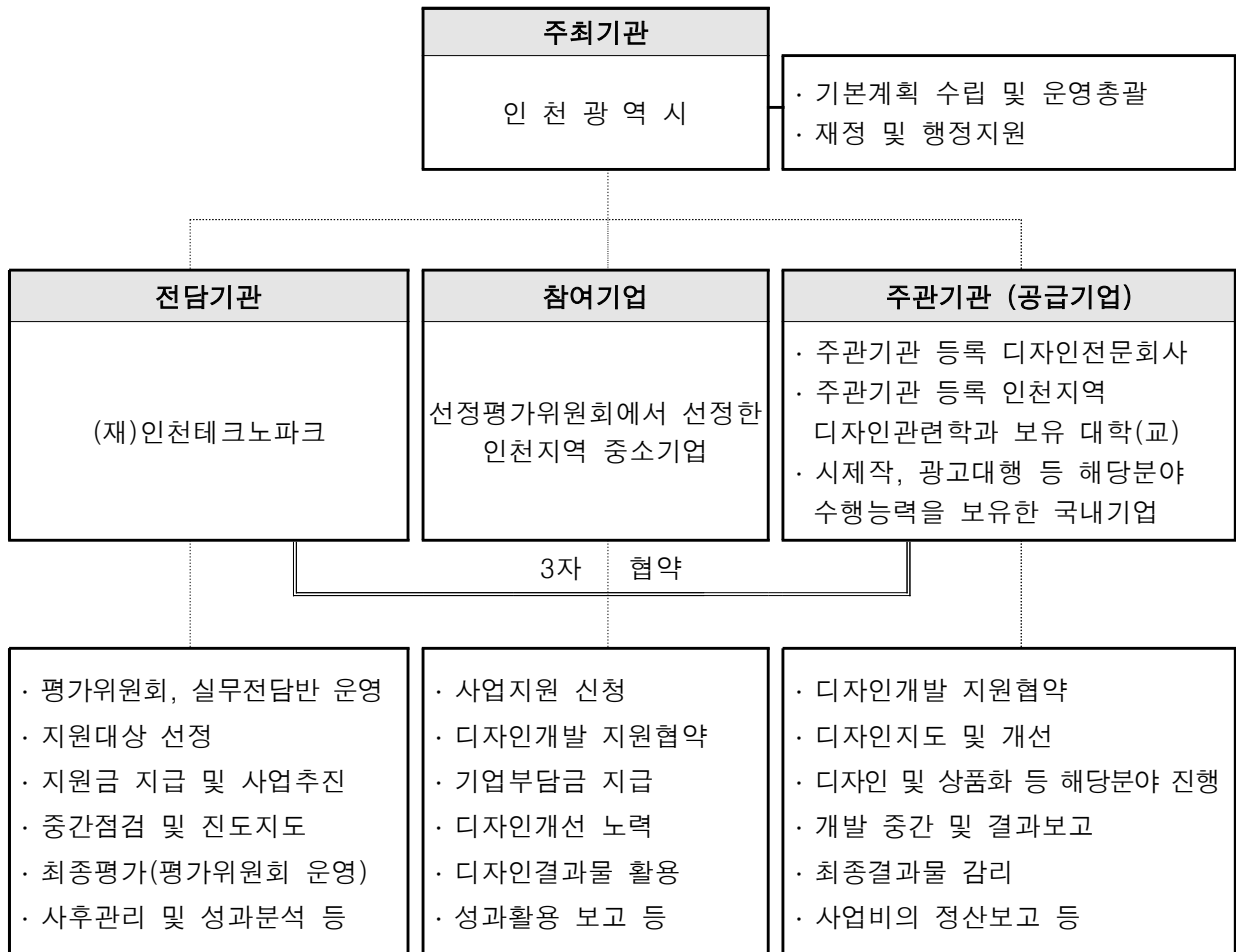 주최기관
인 천 광 역 시
· 기본계획 수립 및 운영총괄
· 재정 및 행정지원
전담기관
(재)인천테크노파크
참여기업
선정평가위원회에서 선정한
인천지역 중소기업
주관기관 (공급기업)
· 주관기관 등록 디자인전문회사
· 주관기관 등록 인천지역
디자인관련학과 보유 대학(교)
· 시제작, 광고대행 등 해당분야
수행능력을 보유한 국내기업
3자 협약
· 평가위원회, 실무전담반 운영
· 지원대상 선정
· 지원금 지급 및 사업추진
· 중간점검 및 진도지도
· 최종평가(평가위원회 운영)
· 사후관리 및 성과분석 등
· 사업지원 신청
· 디자인개발 지원협약
· 기업부담금 지급
· 디자인개선 노력
· 디자인결과물 활용
· 성과활용 보고 등
· 디자인개발 지원협약
· 디자인지도 및 개선
· 디자인 및 상품화 등 해당분야 진행
· 개발 중간 및 결과보고
· 최종결과물 감리
· 사업비의 정산보고 등